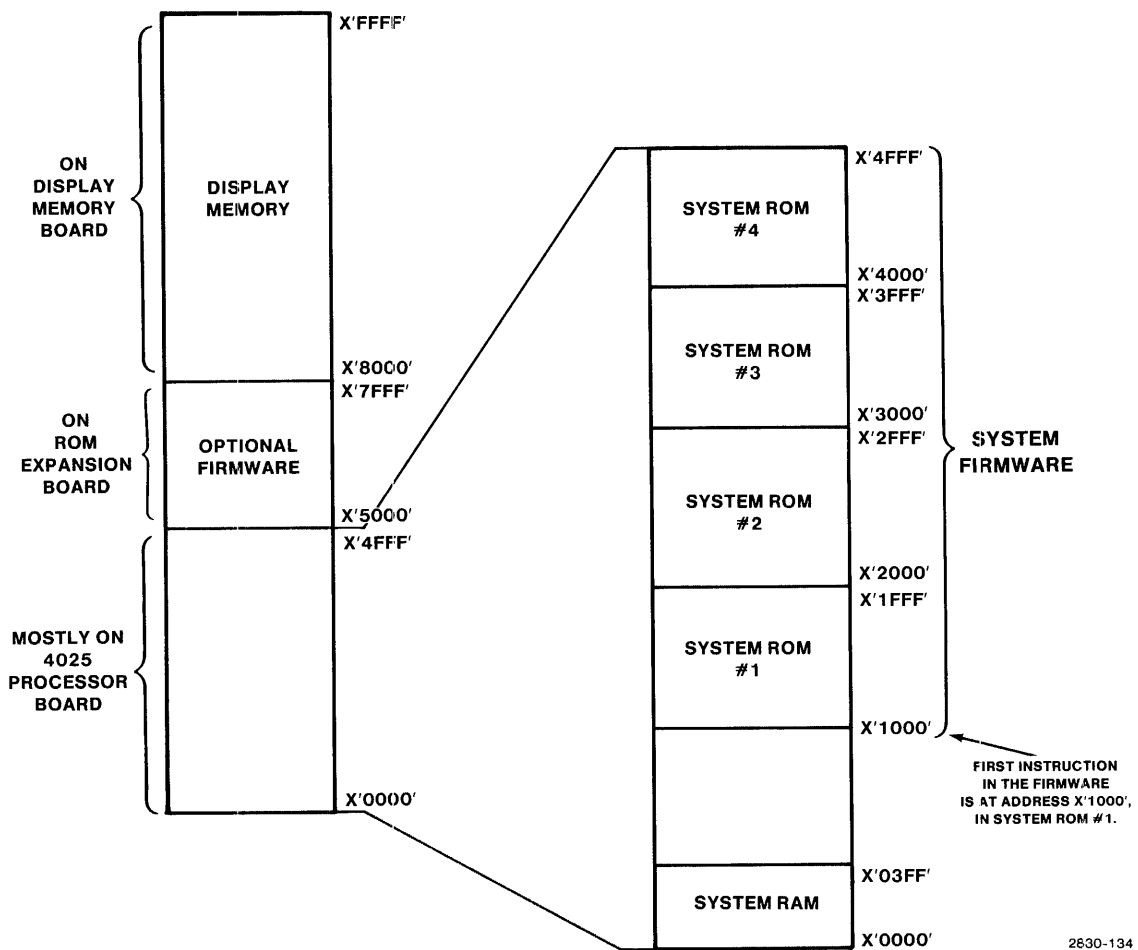 X'FFFF'
ON
DISPLAY
MEMORY
BOARD
DISPLAY
MEMORY
X'8000'
X'7FFF'
ON
ROM
EXPANSION
BOARD
OPTIONAL
FIRMWARE
X'5000'
X'4FFF'
MOSTLY ON
4025
PROCESSOR
BOARD
X'0000'
X'4FFF'
SYSTEM ROM
#4
X'4000'
X'3FFF'
SYSTEM ROM
#3
X'3000'
X'2FFF'
SYSTEM ROM
#2
X'2000'
X'1FFF'
SYSTEM ROM
#1
X'1000'
SYSTEM
FIRMWARE
FIRST INSTRUCTION
IN THE FIRMWARE
IS AT ADDRESS X'1000',
IN SYSTEM ROM #1.
X'03FF'
SYSTEM RAM
X'0000'
2830-134